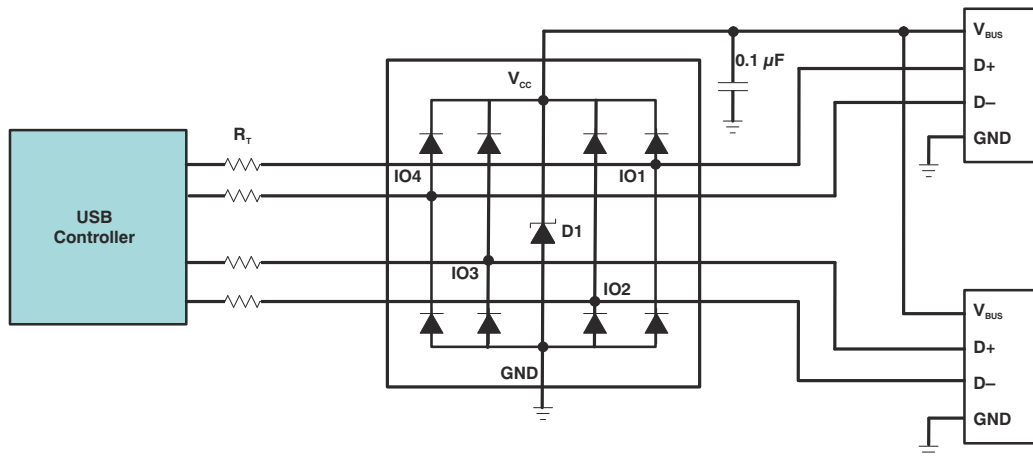 V_BUS
D+
D–
GND
0.1 µF
V_CC
R_T
IO4
IO1
USB
Controller
D1
IO3
IO2
GND
V_BUS
D+
D–
GND